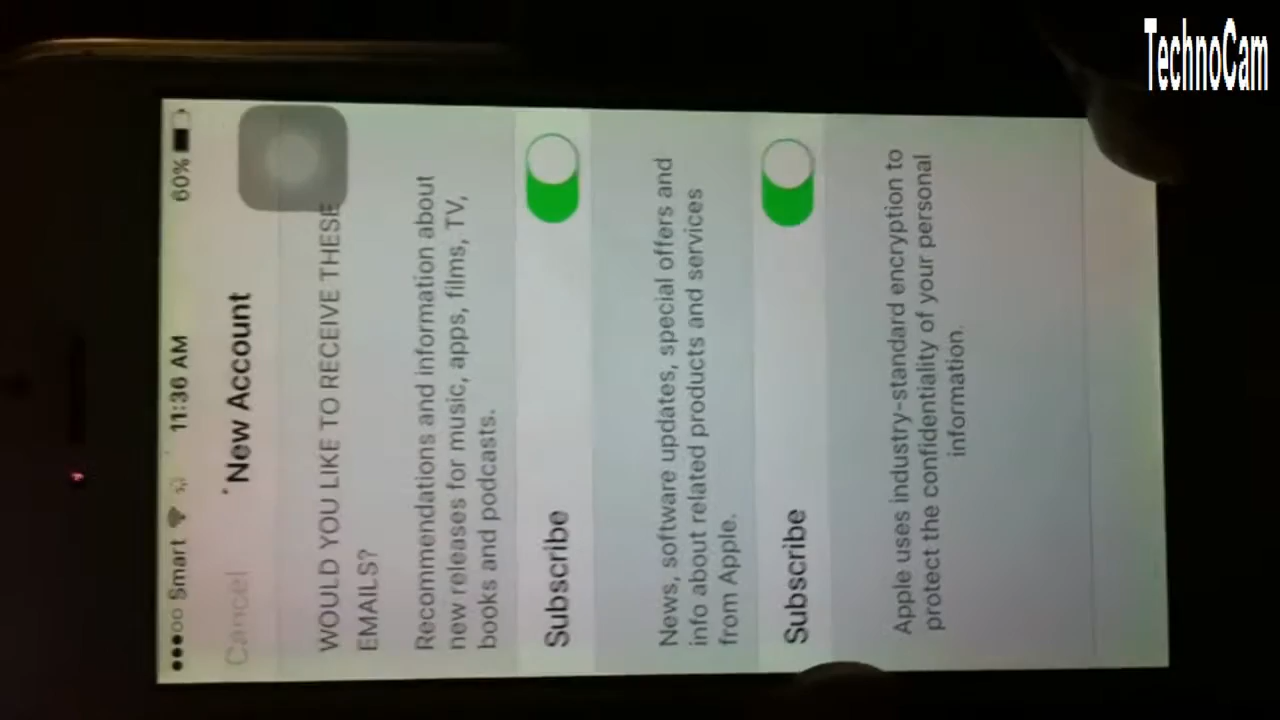 TechnoCam
●●●○○ Smart 11:36 AM 60%
Cancel New Account
WOULD YOU LIKE TO RECEIVE THESE
EMAILS?
Recommendations and information about
new releases for music, apps, films, TV,
books and podcasts.
Subscribe
News, software updates, special offers and
info about related products and services
from Apple.
Subscribe
Apple uses industry-standard encryption to
protect the confidentiality of your personal
information.